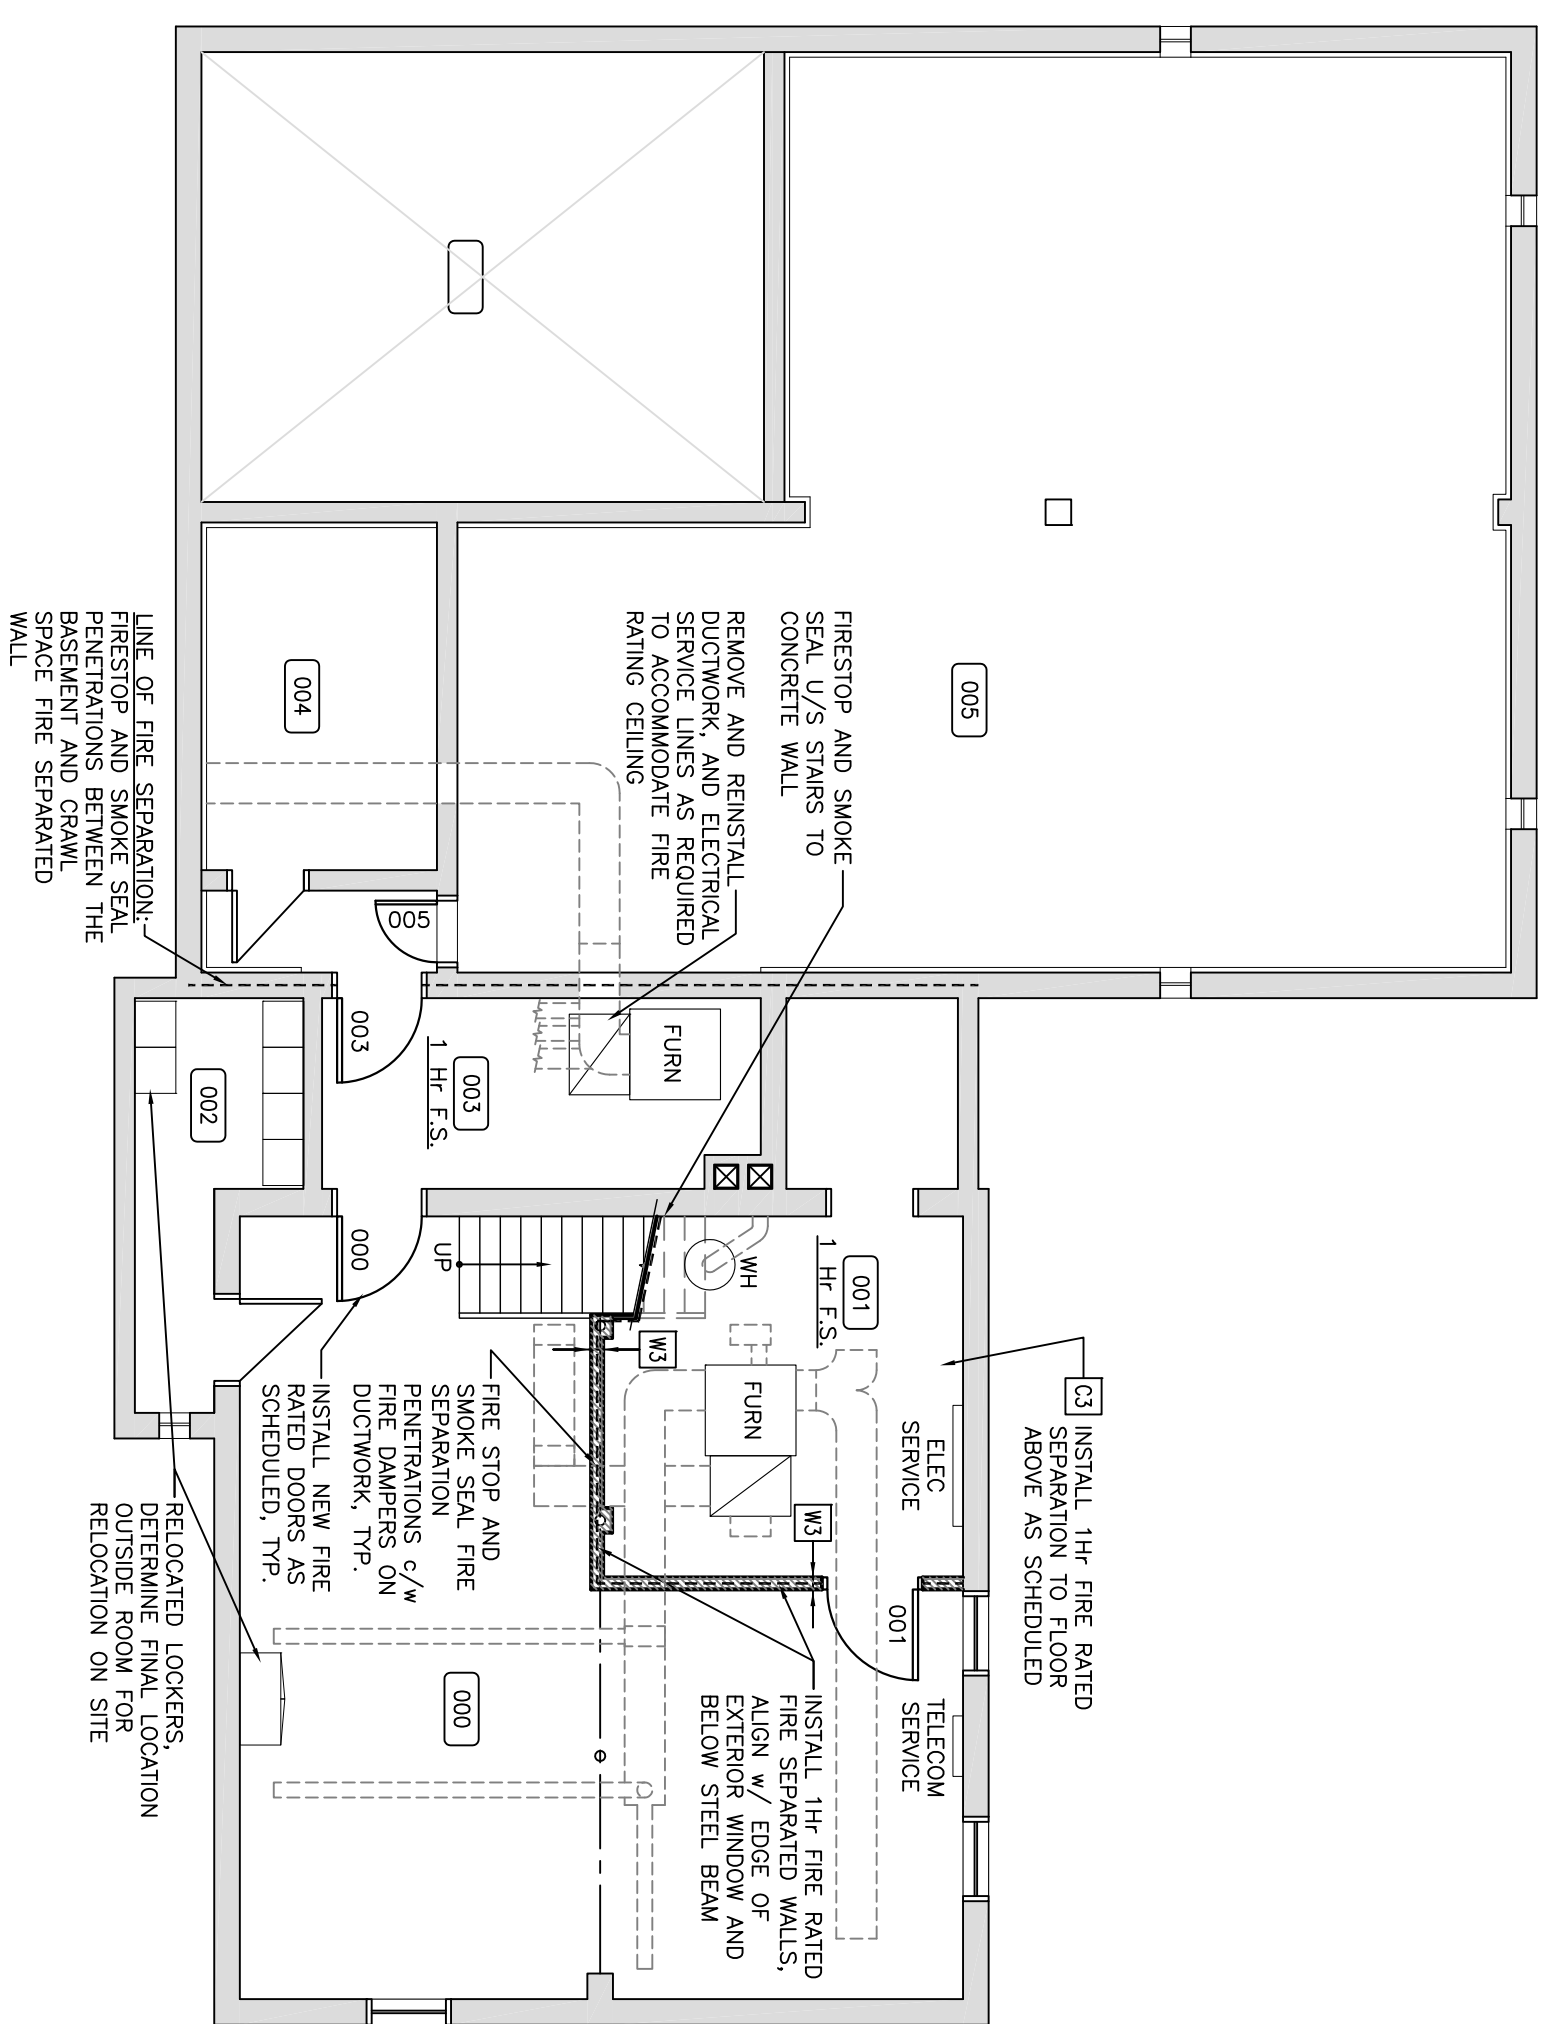 C3
INSTALL 1Hr FIRE RATED
SEPARATION TO FLOOR
ABOVE AS SCHEDULED
FIRESTOP AND SMOKE
SEAL U/S STAIRS TO
CONCRETE WALL
REMOVE AND REINSTALL
DUCTWORK, AND ELECTRICAL
SERVICE LINES AS REQUIRED
TO ACCOMMODATE FIRE
RATING CEILING
005
ELEC
SERVICE
TELECOM
SERVICE
001
001
1 Hr F.S.
W3
WH
FURN
FURN
W3
INSTALL 1Hr FIRE RATED
FIRE SEPARATED WALLS,
ALIGN w/ EDGE OF
EXTERIOR WINDOW AND
BELOW STEEL BEAM
003
1 Hr F.S.
UP
000
FIRE STOP AND
SMOKE SEAL FIRE
SEPARATION
PENETRATIONS c/w
FIRE DAMPERS ON
DUCTWORK, TYP.
005
003
000
004
INSTALL NEW FIRE
RATED DOORS AS
SCHEDULED, TYP.
002
LINE OF FIRE SEPARATION:
FIRESTOP AND SMOKE SEAL
PENETRATIONS BETWEEN THE
BASEMENT AND CRAWL
SPACE FIRE SEPARATED
WALL
RELOCATED LOCKERS,
DETERMINE FINAL LOCATION
OUTSIDE ROOM FOR
RELOCATION ON SITE